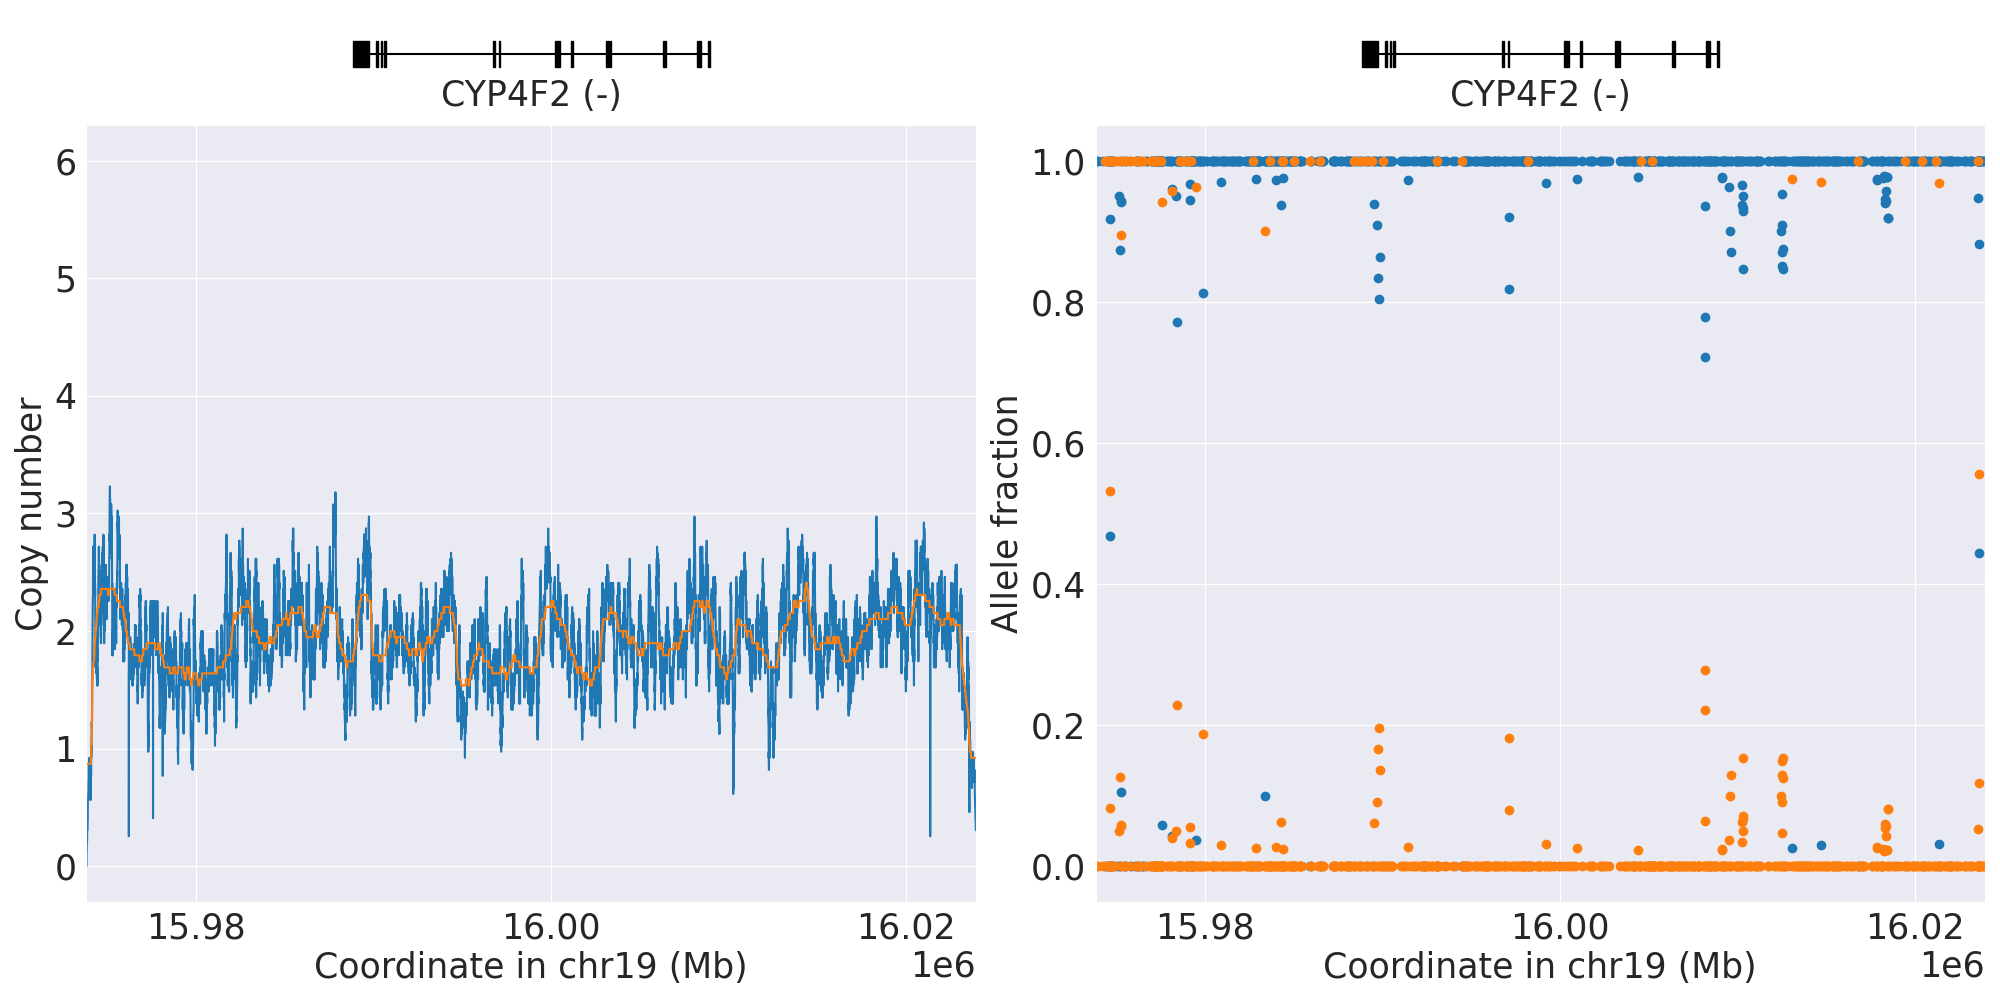 CYP4F2 (-)
Copy number
6
5
4
3
2
1
0
15.98
16.00
16.02
Coordinate in chr19 (Mb)
1e6
CYP4F2 (-)
Allele fraction
1.0
0.8
0.6
0.4
0.2
0.0
15.98
16.00
16.02
Coordinate in chr19 (Mb)
1e6